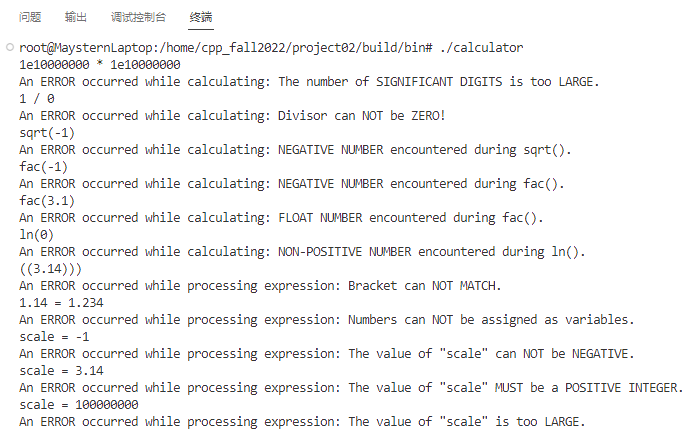 问题 输出 调试控制台 终端
root@MaysternLaptop:/home/cpp_fall2022/project02/build/bin# ./calculator
1e10000000 * 1e10000000
An ERROR occurred while calculating: The number of SIGNIFICANT DIGITS is too LARGE.
1 / 0
An ERROR occurred while calculating: Divisor can NOT be ZERO!
sqrt(-1)
An ERROR occurred while calculating: NEGATIVE NUMBER encountered during sqrt().
fac(-1)
An ERROR occurred while calculating: NEGATIVE NUMBER encountered during fac().
fac(3.1)
An ERROR occurred while calculating: FLOAT NUMBER encountered during fac().
ln(0)
An ERROR occurred while calculating: NON-POSITIVE NUMBER encountered during ln().
((3.14)))
An ERROR occurred while processing expression: Bracket can NOT MATCH.
1.14 = 1.234
An ERROR occurred while processing expression: Numbers can NOT be assigned as variables.
scale = -1
An ERROR occurred while processing expression: The value of "scale" can NOT be NEGATIVE.
scale = 3.14
An ERROR occurred while processing expression: The value of "scale" MUST be a POSITIVE INTEGER.
scale = 100000000
An ERROR occurred while processing expression: The value of "scale" is too LARGE.